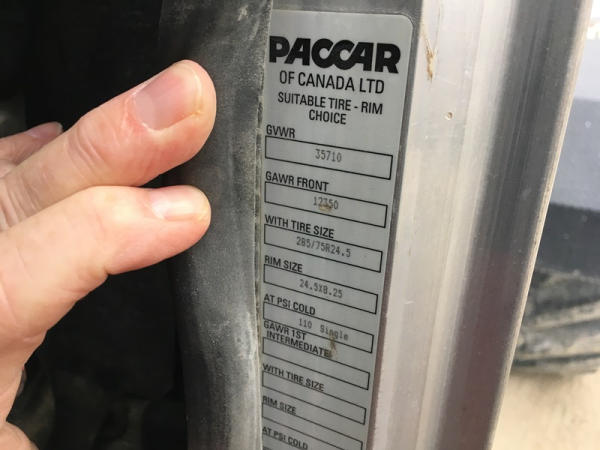 PACCAR
OF CANADA LTD
SUITABLE TIRE - RIM
CHOICE
GVWR
35710
GAWR FRONT
12350
WITH TIRE SIZE
285/75R24.5
RIM SIZE
24.5X8.25
AT PSI COLD
110 Single
GAWR 1ST
INTERMEDIATE
WITH TIRE SIZE
RIM SIZE
AT PSI COLD